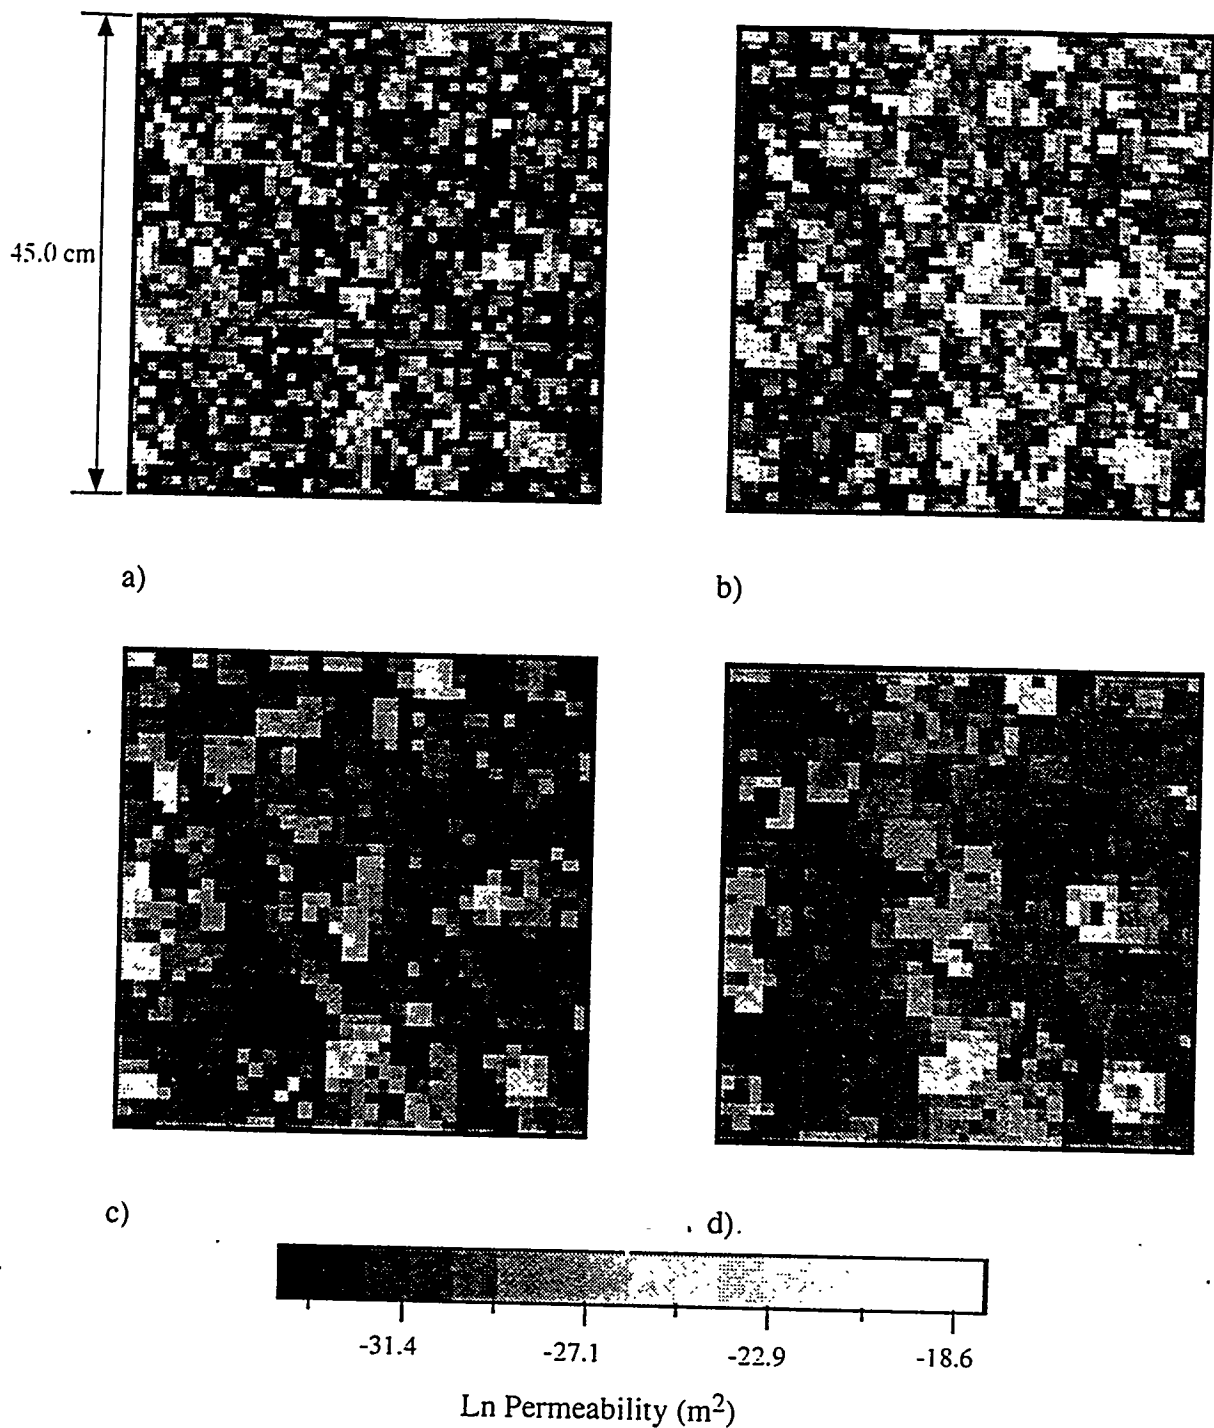 45.0 cm
a)
b)
c)
d).
-31.4
-27.1
-22.9
-18.6
Ln Permeability (m²)